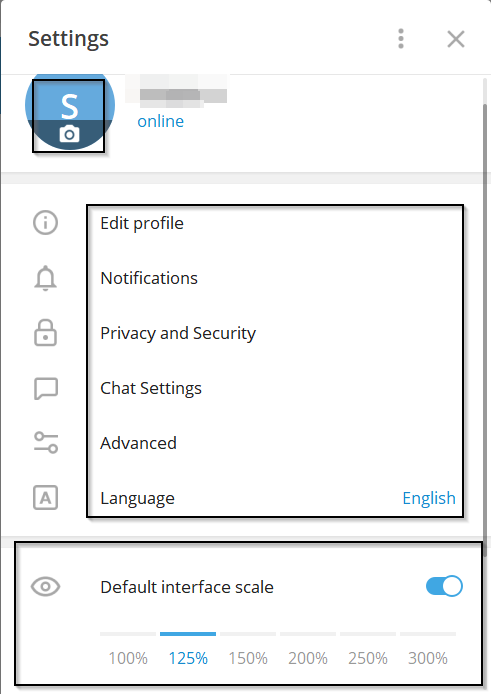 Settings
S
online
Edit profile
Notifications
Privacy and Security
Chat Settings
Advanced
A Language English
Default interface scale
100% 125% 150% 200% 250% 300%